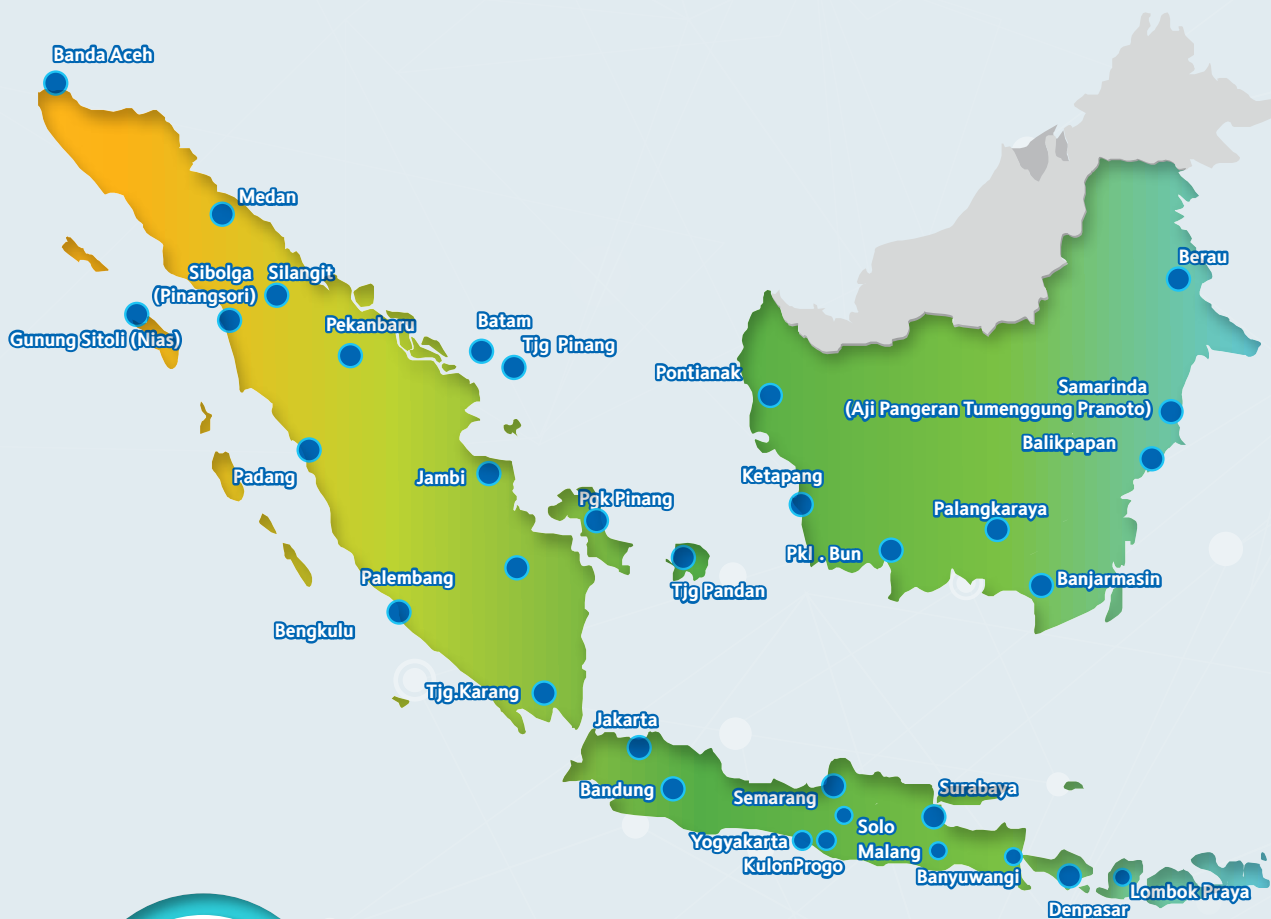 Banda Aceh
Medan
Sibolga
(Pinangsori)
Silangit
Gunung Sitoli (Nias)
Pekanbaru
Batam
Tjg Pinang
Padang
Jambi
Pgk Pinang
Palembang
Tjg Pandan
Bengkulu
Tjg.Karang
Berau
Pontianak
Samarinda
(Aji Pangeran Tumenggung Pranoto)
Balikpapan
Ketapang
Palangkaraya
Pkl . Bun
Banjarmasin
Jakarta
Bandung
Semarang
Surabaya
Solo
Yogyakarta
Malang
KulonProgo
Banyuwangi
Lombok Praya
Denpasar